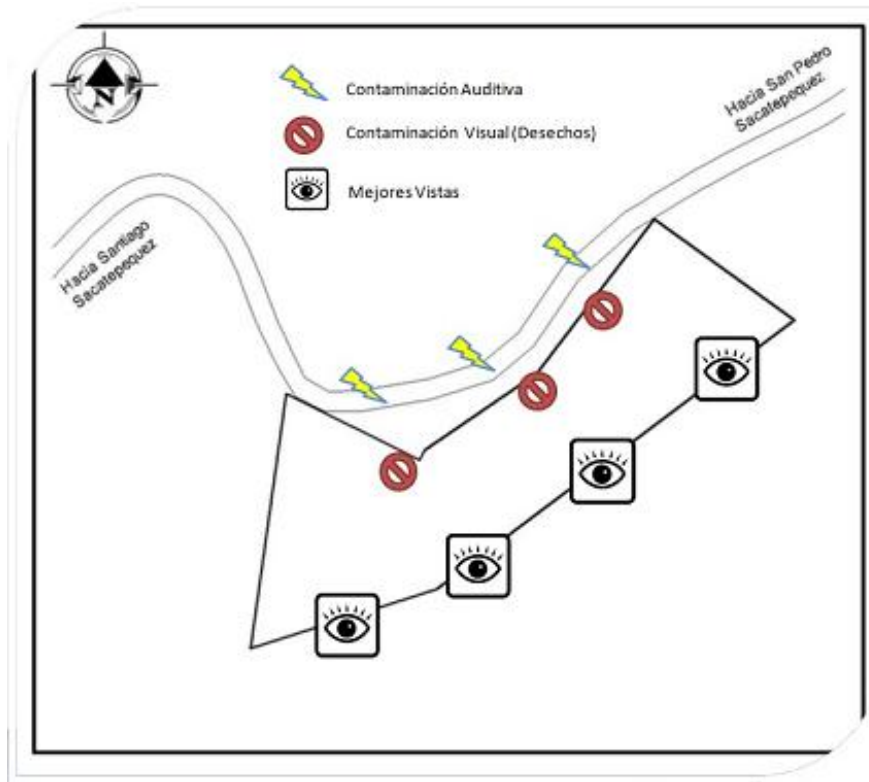 N
Contaminación Auditiva
Contaminación Visual (Desechos)
Mejores Vistas
Hacia San Pedro
Sacatepequez
Hacia Santiago
Sacatepequez